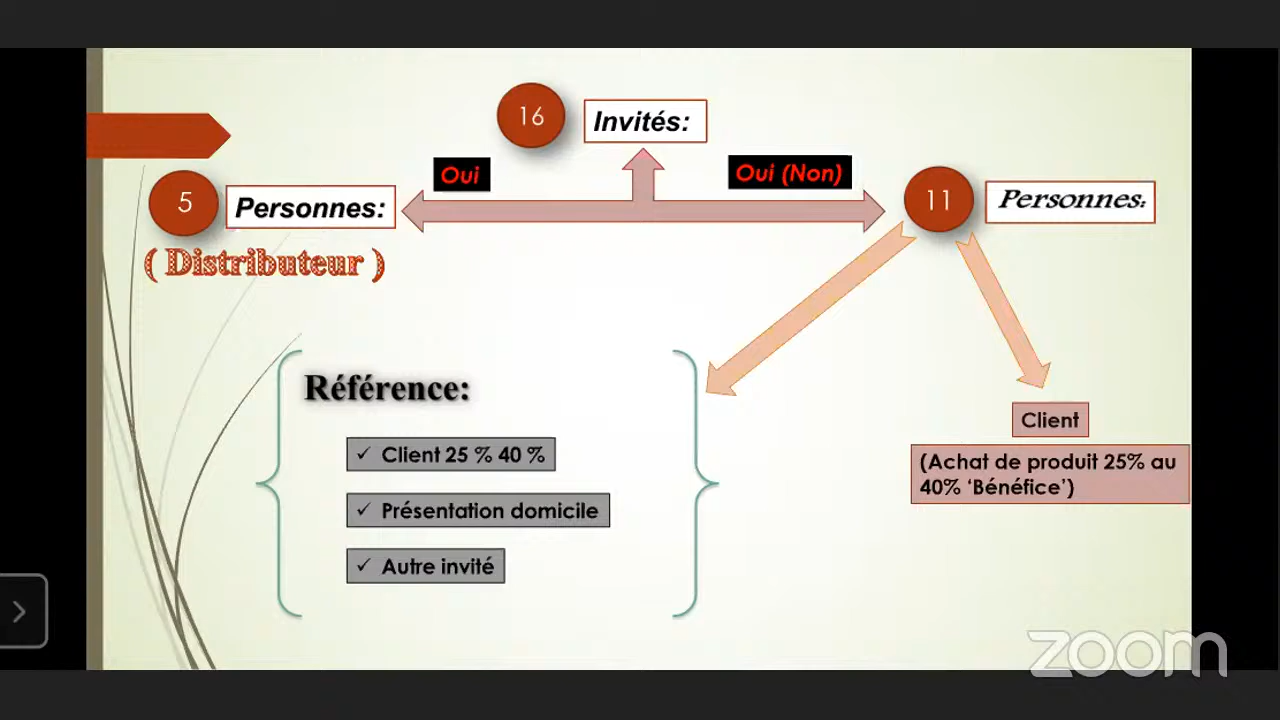 16
Invités:
Oui
Oui (Non)
5
Personnes:
11
Personnes:
( Distributeur )
Référence:
✓ Client 25 % 40 %
✓ Présentation domicile
✓ Autre invité
Client
(Achat de produit 25% au
40% ‘Bénéfice’)
zoom